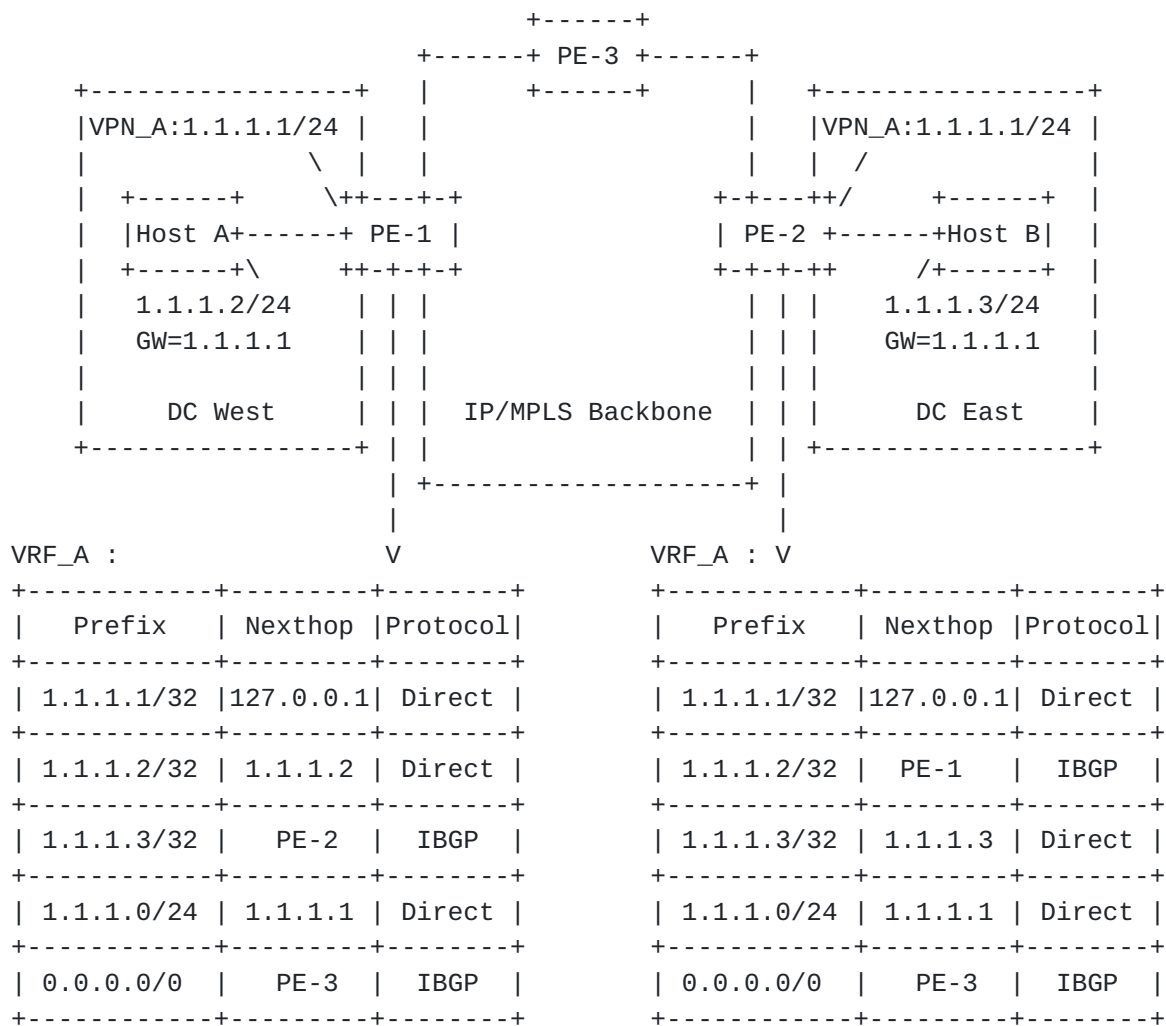 PE-3
VPN_A:1.1.1.1/24 VPN_A:1.1.1.1/24
Host A PE-1 PE-2 Host B
1.1.1.2/24 1.1.1.3/24
GW=1.1.1.1 GW=1.1.1.1
DC West IP/MPLS Backbone DC East
VRF_A : V VRF_A : V
Prefix Nexthop Protocol Prefix Nexthop Protocol
1.1.1.1/32 127.0.0.1 Direct 1.1.1.1/32 127.0.0.1 Direct
1.1.1.2/32 1.1.1.2 Direct 1.1.1.2/32 PE-1 IBGP
1.1.1.3/32 PE-2 IBGP 1.1.1.3/32 1.1.1.3 Direct
1.1.1.0/24 1.1.1.1 Direct 1.1.1.0/24 1.1.1.1 Direct
0.0.0.0/0 PE-3 IBGP 0.0.0.0/0 PE-3 IBGP